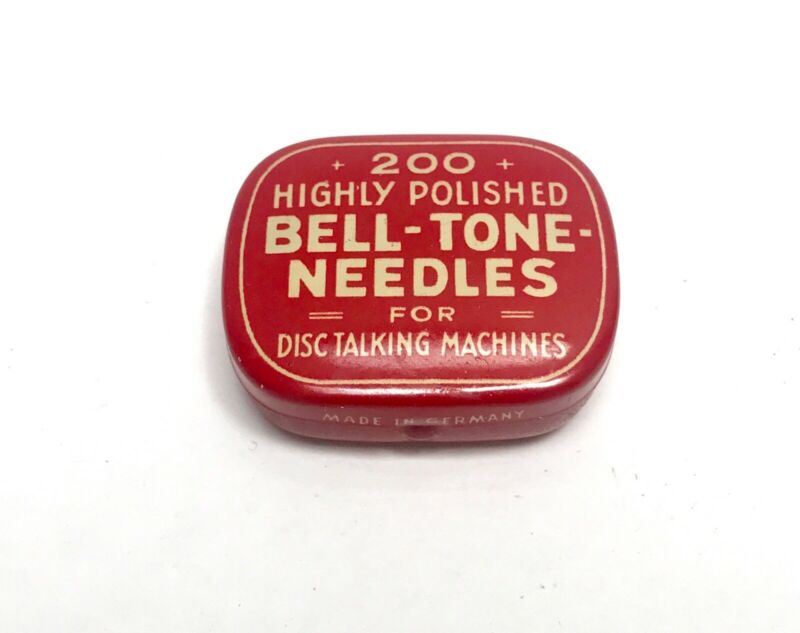 + 200 +
HIGHLY POLISHED
BELL-TONE-
NEEDLES
= FOR =
DISC TALKING MACHINES
MADE IN GERMANY